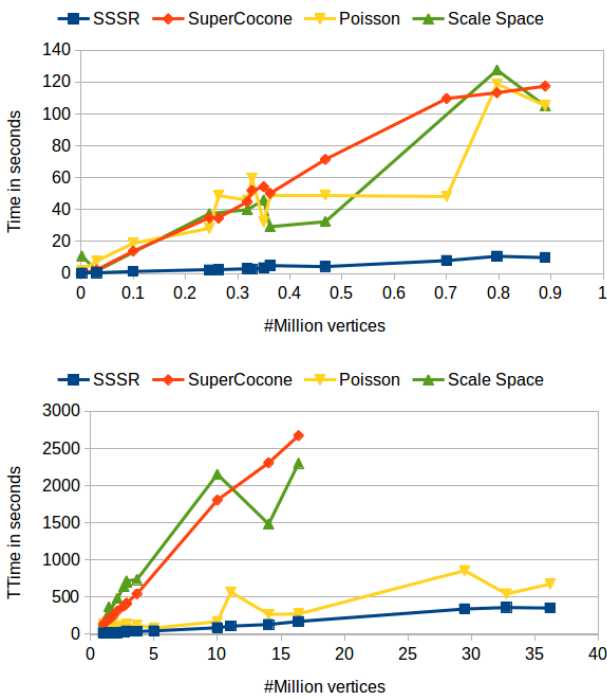 SSSR SuperCocone Poisson Scale Space
140
120
100
80
60
40
20
0
0 0.1 0.2 0.3 0.4 0.5 0.6 0.7 0.8 0.9 1
Time in seconds
#Million vertices
SSSR SuperCocone Poisson Scale Space
3000
2500
2000
1500
1000
500
0
0 5 10 15 20 25 30 35 40
TTime in seconds
#Million vertices